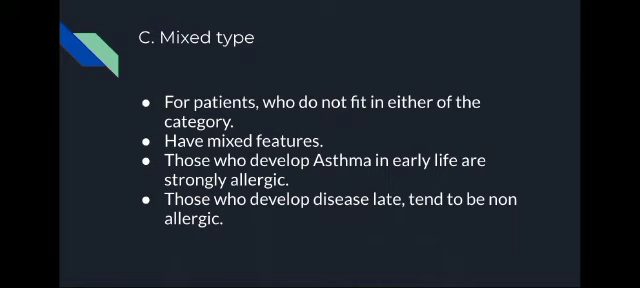 C. Mixed type
● For patients, who do not fit in either of the
category.
● Have mixed features.
● Those who develop Asthma in early life are
strongly allergic.
● Those who develop disease late, tend to be non
allergic.